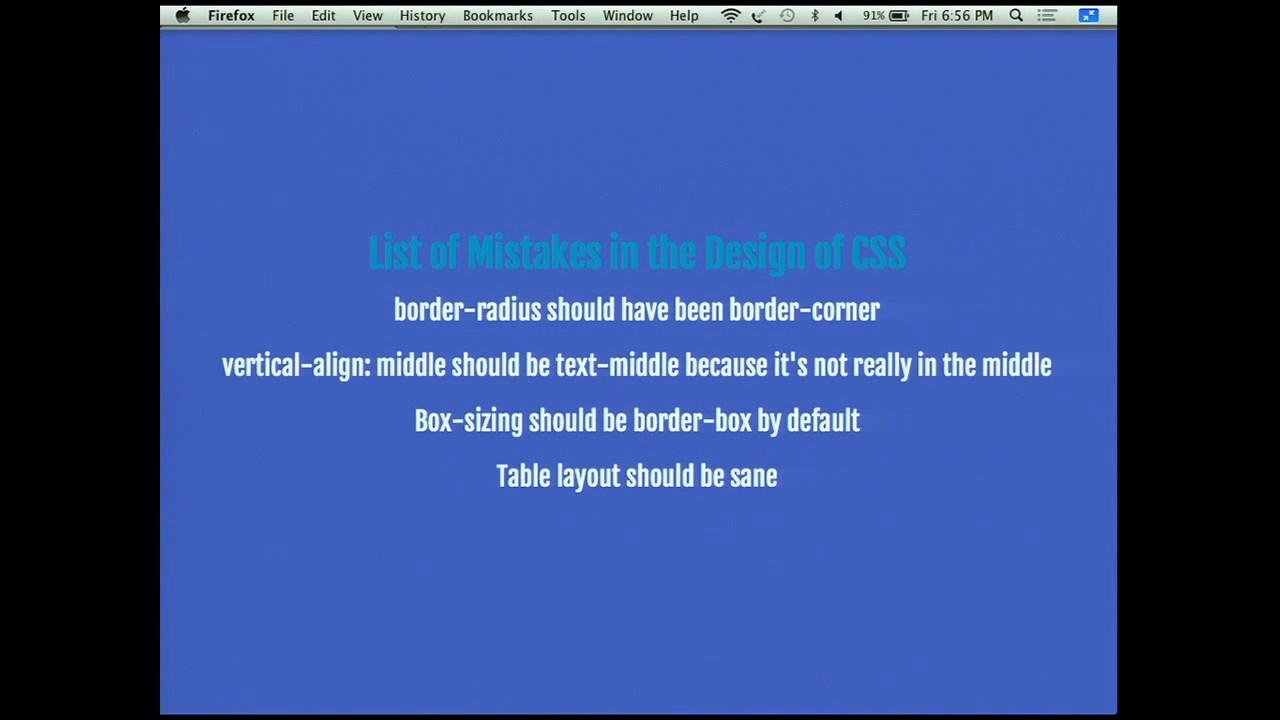 Firefox File Edit View History Bookmarks Tools Window Help 91% Fri 6:56 PM
List of Mistakes in the Design of CSS
border-radius should have been border-corner
vertical-align: middle should be text-middle because it's not really in the middle
Box-sizing should be border-box by default
Table layout should be sane